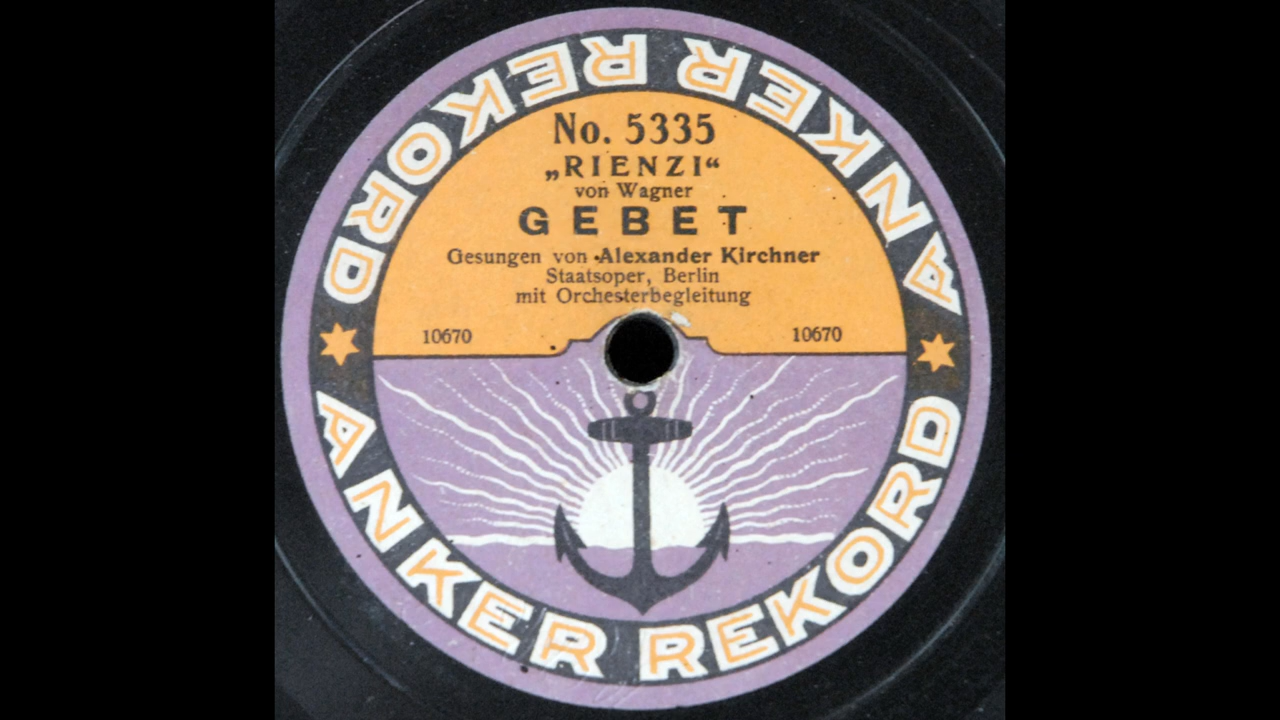 ANKER REKORD
No. 5335
„RIENZI“
von Wagner
GEBET
Gesungen von Alexander Kirchner
Staatsoper, Berlin
mit Orchesterbegleitung
10670 10670
ANKER REKORD